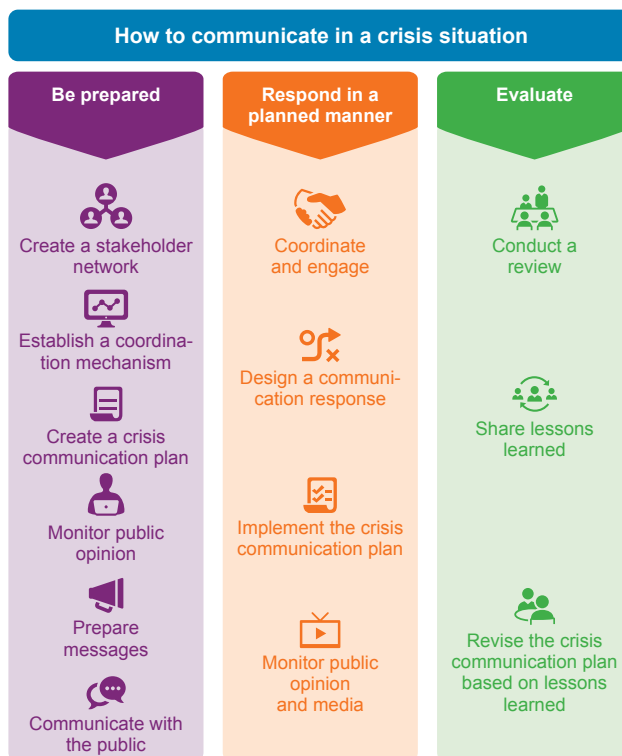 How to communicate in a crisis situation
Be prepared
Create a stakeholder
network
Establish a coordina-
tion mechanism
Create a crisis
communication plan
Monitor public
opinion
Prepare
messages
Communicate with
the public
Respond in a
planned manner
Coordinate
and engage
Design a communi-
cation response
Implement the crisis
communication plan
Monitor public
opinion
and media
Evaluate
Conduct a
review
Share lessons
learned
Revise the crisis
communication plan
based on lessons
learned